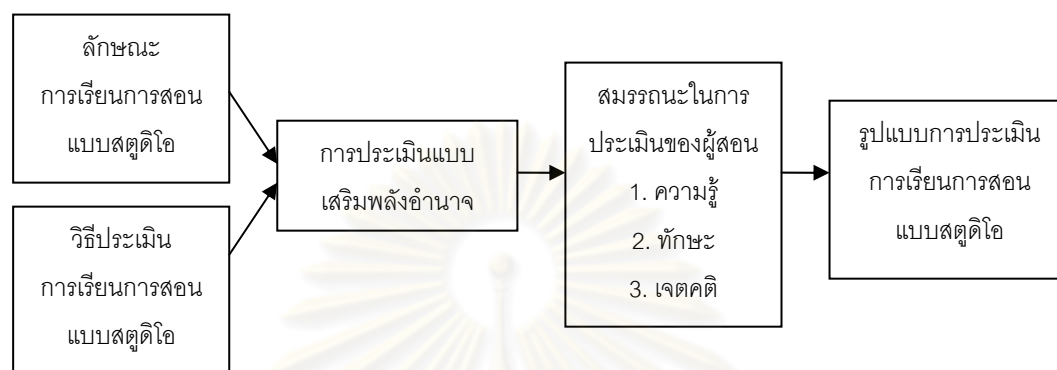 ลักษณะ
การเรียนการสอน
แบบสตูดิโอ
วิธีประเมิน
การเรียนการสอน
แบบสตูดิโอ
การประเมินแบบ
เสริมพลังอำนาจ
สมรรถนะในการ
ประเมินของผู้สอน
1. ความรู้
2. ทักษะ
3. เจตคติ
รูปแบบการประเมิน
การเรียนการสอน
แบบสตูดิโอ